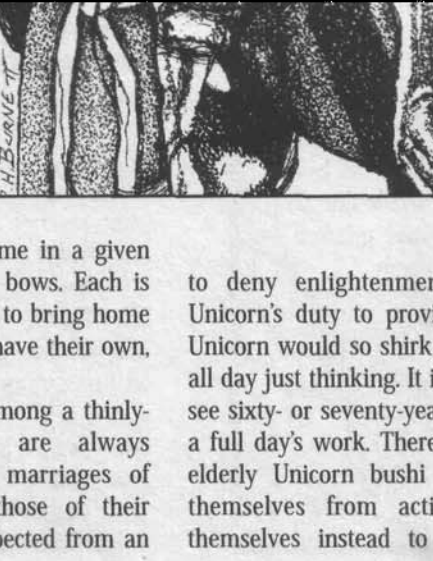 H. BURNETT
me in a given
bows. Each is
to bring home
have their own,
mong a thinly-
are always
marriages of
hose of their
pected from an
to deny enlightenmen
Unicorn's duty to provi
Unicorn would so shirk
all day just thinking. It i
see sixty- or seventy-yea
a full day's work. There
elderly Unicorn bushi
themselves from acti
themselves instead to